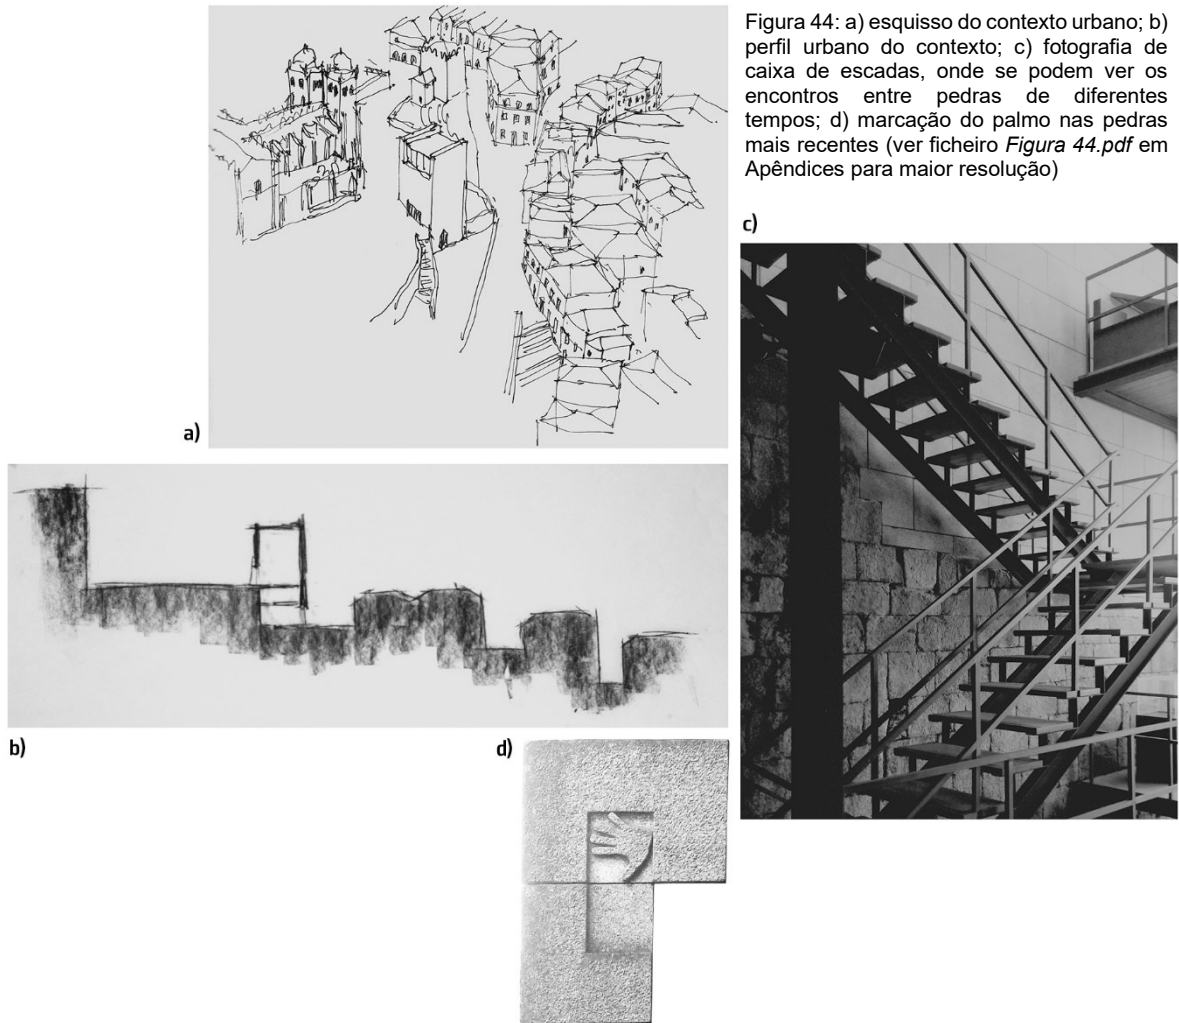 Figura 44: a) esquisso do contexto urbano; b)
perfil urbano do contexto; c) fotografia de
caixa de escadas, onde se podem ver os
encontros entre pedras de diferentes
tempos; d) marcação do palmo nas pedras
mais recentes (ver ficheiro Figura 44.pdf em
Apêndices para maior resolução)
c)
a)
b)
d)